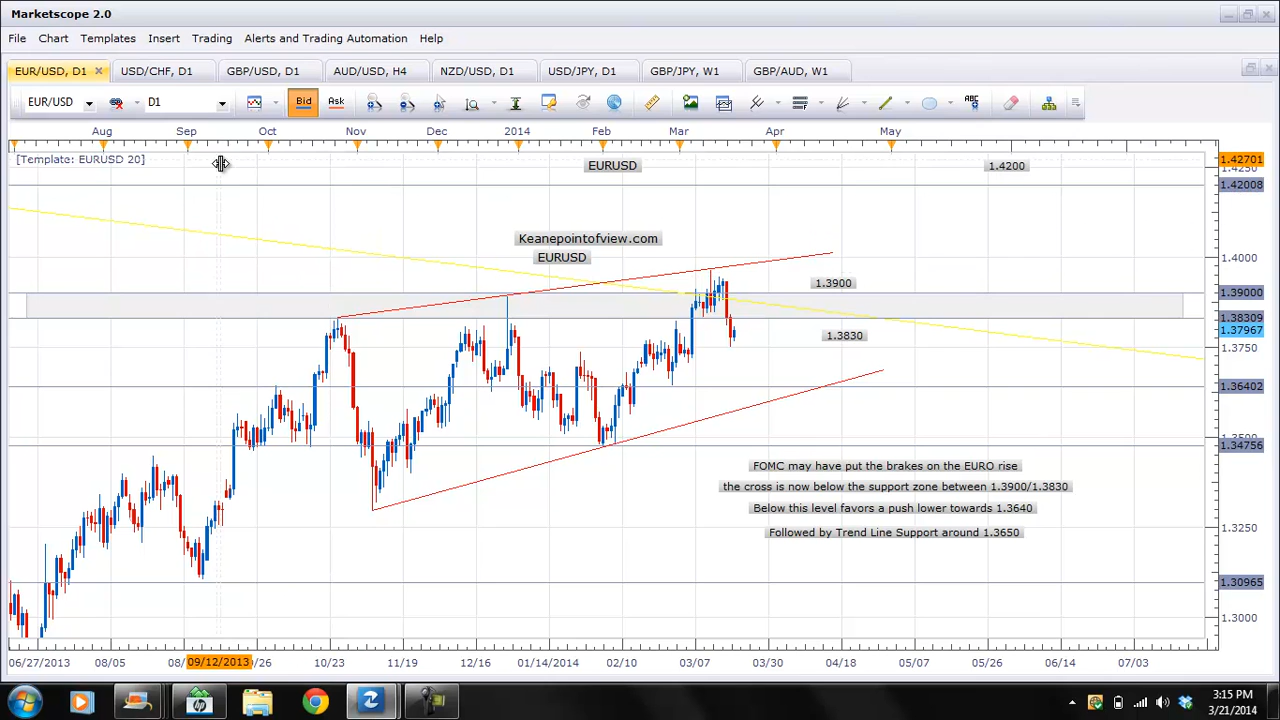 Marketscope 2.0
File Chart Templates Insert Trading Alerts and Trading Automation Help
EUR/USD, D1 USD/CHF, D1 GBP/USD, D1 AUD/USD, H4 NZD/USD, D1 USD/JPY, D1 GBP/JPY, W1 GBP/AUD, W1
EUR/USD D1 Bid Ask ABC
Aug Sep Oct Nov Dec 2014 Feb Mar Apr May
[Template: EURUSD 20]
EURUSD
1.4200
1.42701
1.4250
1.42008
Keanepointofview.com
EURUSD
1.4000
1.3900
1.39000
1.38309
1.3830
1.37967
1.3750
1.36402
1.3500
1.34756
FOMC may have put the brakes on the EURO rise
the cross is now below the support zone between 1.3900/1.3830
Below this level favors a push lower towards 1.3640
Followed by Trend Line Support around 1.3650
1.3250
1.30965
1.3000
06/27/2013 08/05 08/ 09/12/2013 /26 10/23 11/19 12/16 01/14/2014 02/10 03/07 03/30 04/18 05/07 05/26 06/14 07/03
3:15 PM
3/21/2014